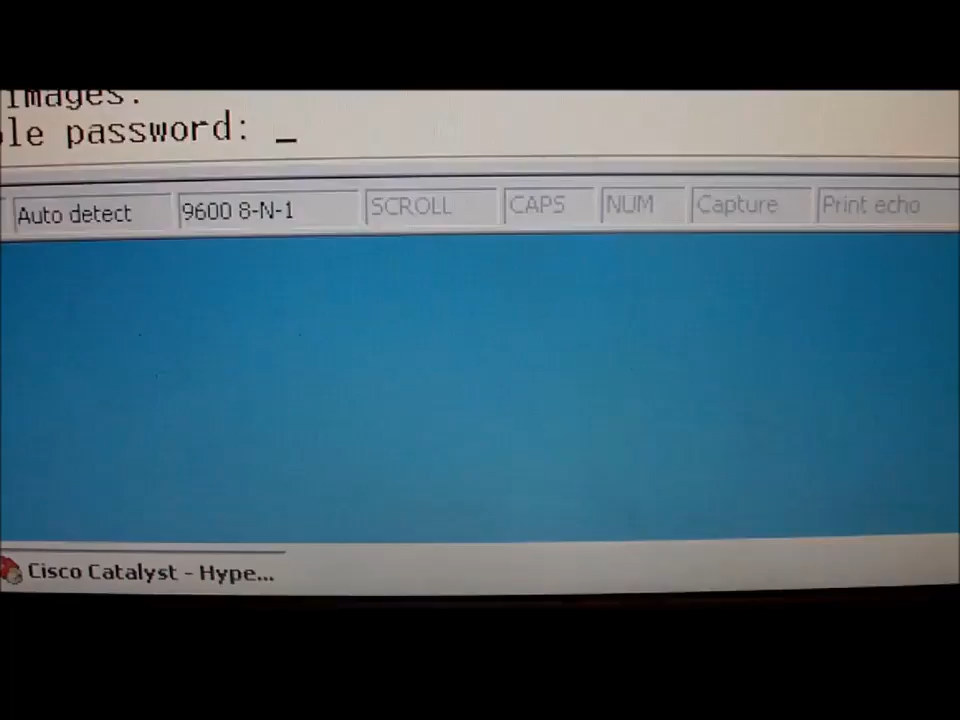 images.
le password: _
Auto detect 9600 8-N-1 SCROLL CAPS NUM Capture Print echo
Cisco Catalyst - Hype...